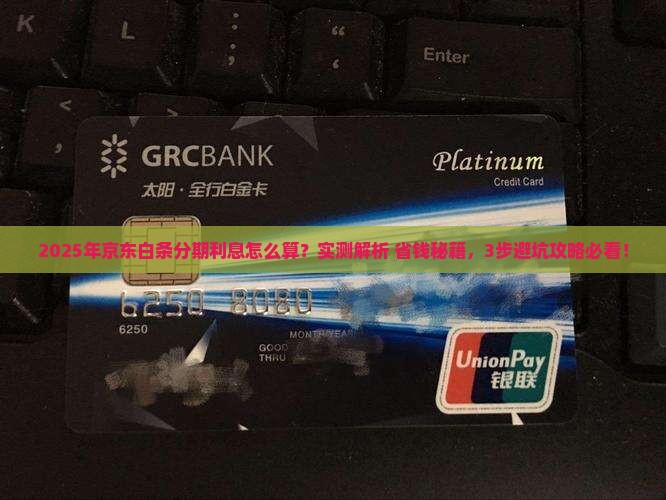 K
L
:
;
"
'
Enter
<
,
>
.
?
/
GRCBANK
Platinum
Credit Card
太阳·全行白金卡
2025年京东白条分期利息怎么算？实测解析 省钱秘籍，3步避坑攻略必看！
6250 8080
6250
MONTH/YEAR
GOOD
THRU
UnionPay
银联